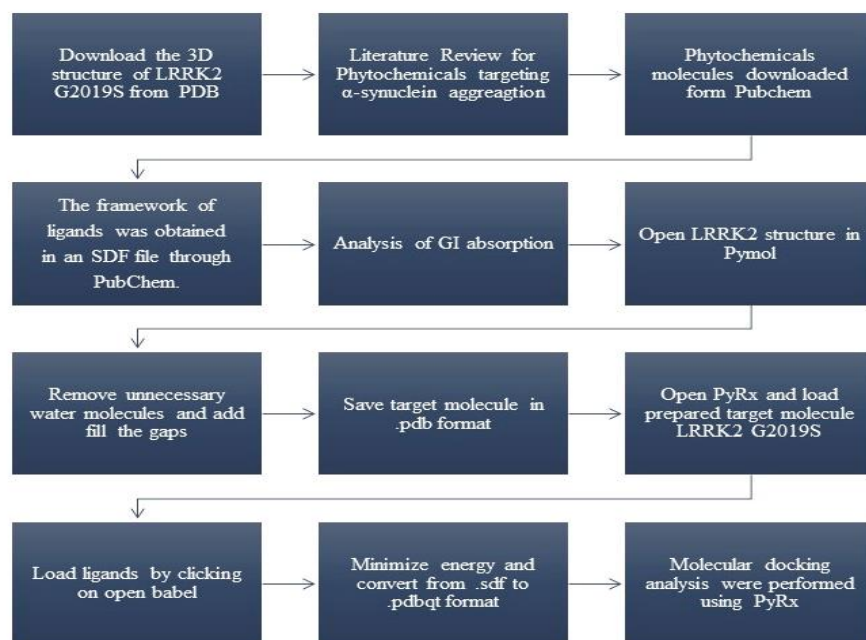 Download the 3D
structure of LRRK2
G2019S from PDB
Literature Review for
Phytochemicals targeting
α-synuclein aggreagtion
Phytochemicals
molecules downloaded
form Pubchem
The framework of
ligands was obtained
in an SDF file through
PubChem.
Analysis of GI absorption
Open LRRK2 structure in
Pymol
Remove unnecessary
water molecules and add
fill the gaps
Save target molecule in
.pdb format
Open PyRx and load
prepared target molecule
LRRK2 G2019S
Load ligands by clicking
on open babel
Minimize energy and
convert from .sdf to
.pdbqt format
Molecular docking
analysis were performed
using PyRx